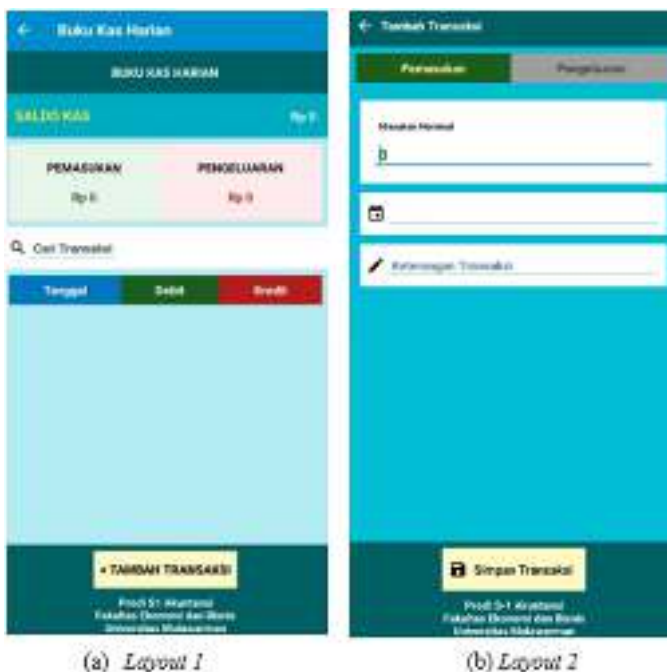 Buku Kas Harian
BUKU KAS HARIAN
SALDO KAS
Rp 0
PEMASUKAN
PENGELUARAN
Rp 0
Rp 0
Cari Transaksi
Tanggal
Debit
Kredit
+ TAMBAH TRANSAKSI
Prodi S1 Akuntansi
Fakultas Ekonomi dan Bisnis
Universitas Mulawarman
(a) Layout 1
Tambah Transaksi
Pemasukan
Pengeluaran
Masukan Nominal
0
Keterangan Transaksi
Simpan Transaksi
Prodi S-1 Akuntansi
Fakultas Ekonomi dan Bisnis
Universitas Mulawarman
(b) Layout 2